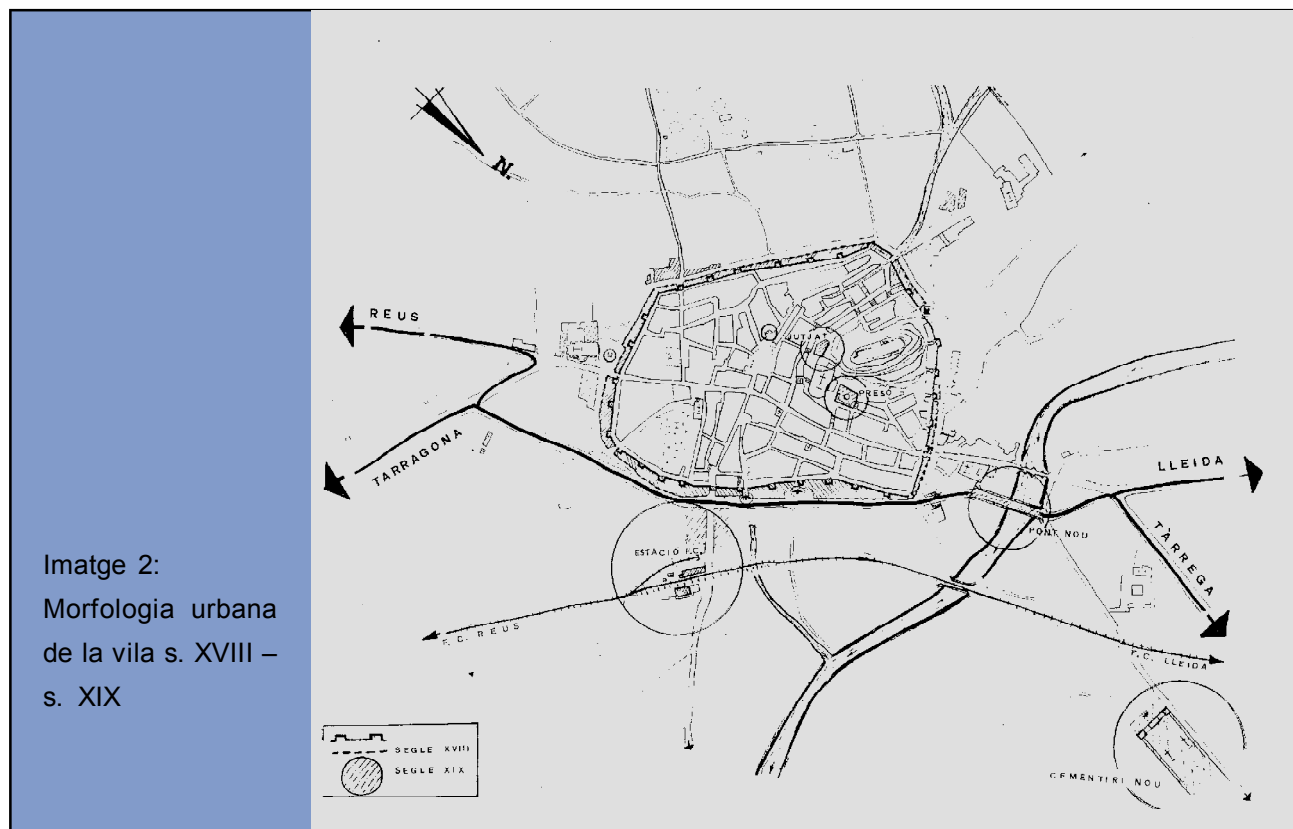 Imatge 2:
Morfologia urbana
de la vila s. XVIII –
s. XIX
N.
REUS
TARRAGONA
JUTJAT
PRESÓ
LLEIDA
TÀRREGA
PONT NOU
ESTACIÓ F.C.
F.C. REUS
F.C. LLEIDA
CEMENTIRI NOU
SEGLE XVIII
SEGLE XIX